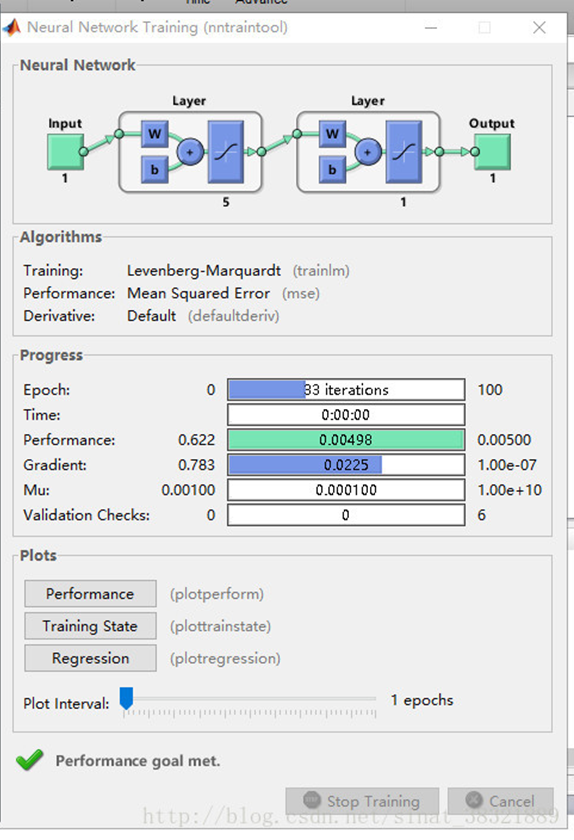 Time Advance
Neural Network Training (nntraintool)
Neural Network
Layer Layer
Input Output
W W
+ +
b b
1 1
5 1
Algorithms
Training: Levenberg-Marquardt (trainlm)
Performance: Mean Squared Error (mse)
Derivative: Default (defaultderiv)
Progress
Epoch: 0 33 iterations 100
Time: 0:00:00
Performance: 0.622 0.00498 0.00500
Gradient: 0.783 0.0225 1.00e-07
Mu: 0.00100 0.000100 1.00e+10
Validation Checks: 0 0 6
Plots
Performance (plotperform)
Training State (plottrainstate)
Regression (plotregression)
Plot Interval: 1 epochs
Performance goal met.
Stop Training Cancel
http://blog.csdn.net/sinat_38321889